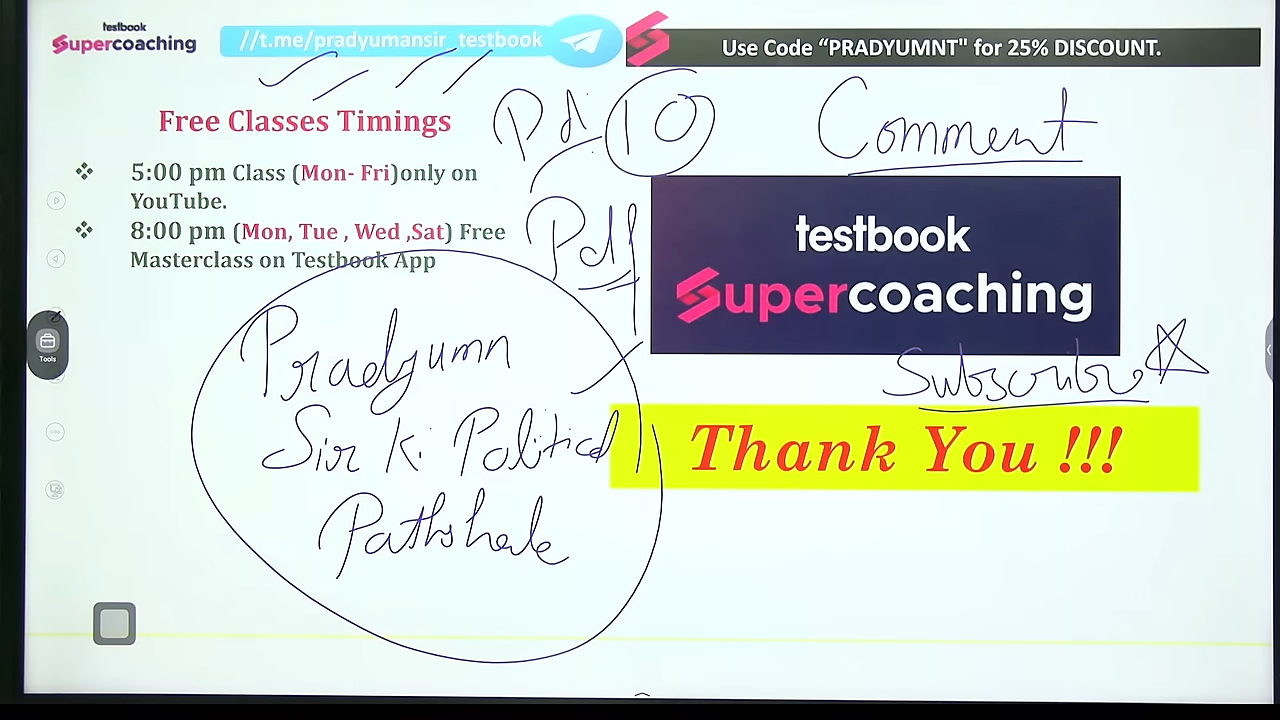 testbook
Supercoaching
//t.me/pradyumansir_testbook
Use Code “PRADYUMNT" for 25% DISCOUNT.
Free Classes Timings
5:00 pm Class (Mon- Fri)only on
YouTube.
8:00 pm (Mon, Tue , Wed ,Sat) Free
Masterclass on Testbook App
10
Comment
Pdf
testbook
Supercoaching
Tools
Pradyumn
Sir Ki Political
Pathshala
Subscribe
Thank You !!!